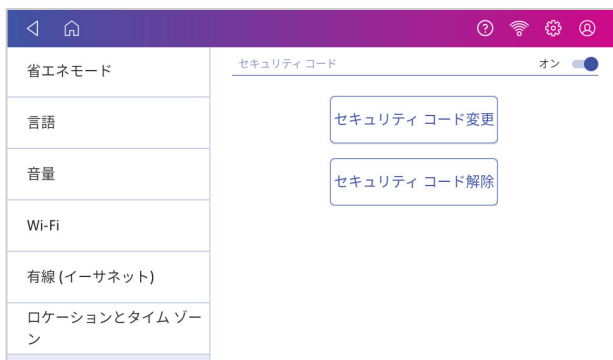 省エネモード
セキュリティ コード
オン
言語
セキュリティ コード変更
音量
セキュリティ コード解除
Wi-Fi
有線 (イーサネット)
ロケーションとタイム ゾー
ン